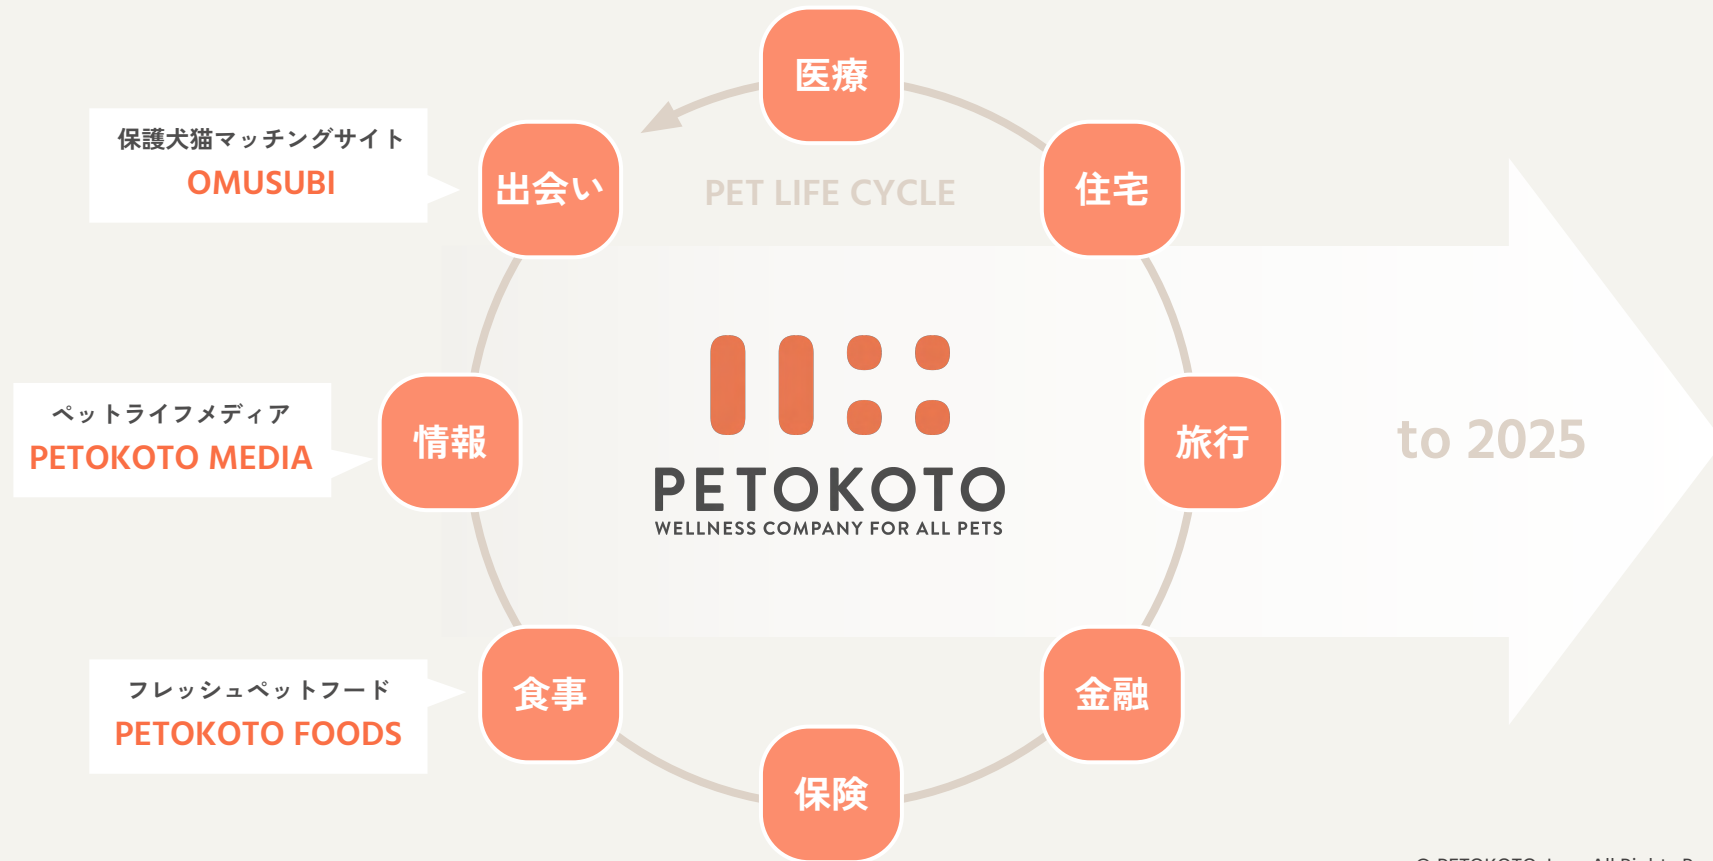 医療
保護犬猫マッチングサイト
OMUSUBI
出会い
PET LIFE CYCLE
住宅
ペットライフメディア
PETOKOTO MEDIA
情報
PETOKOTO
WELLNESS COMPANY FOR ALL PETS
旅行
to 2025
フレッシュペットフード
PETOKOTO FOODS
食事
金融
保険